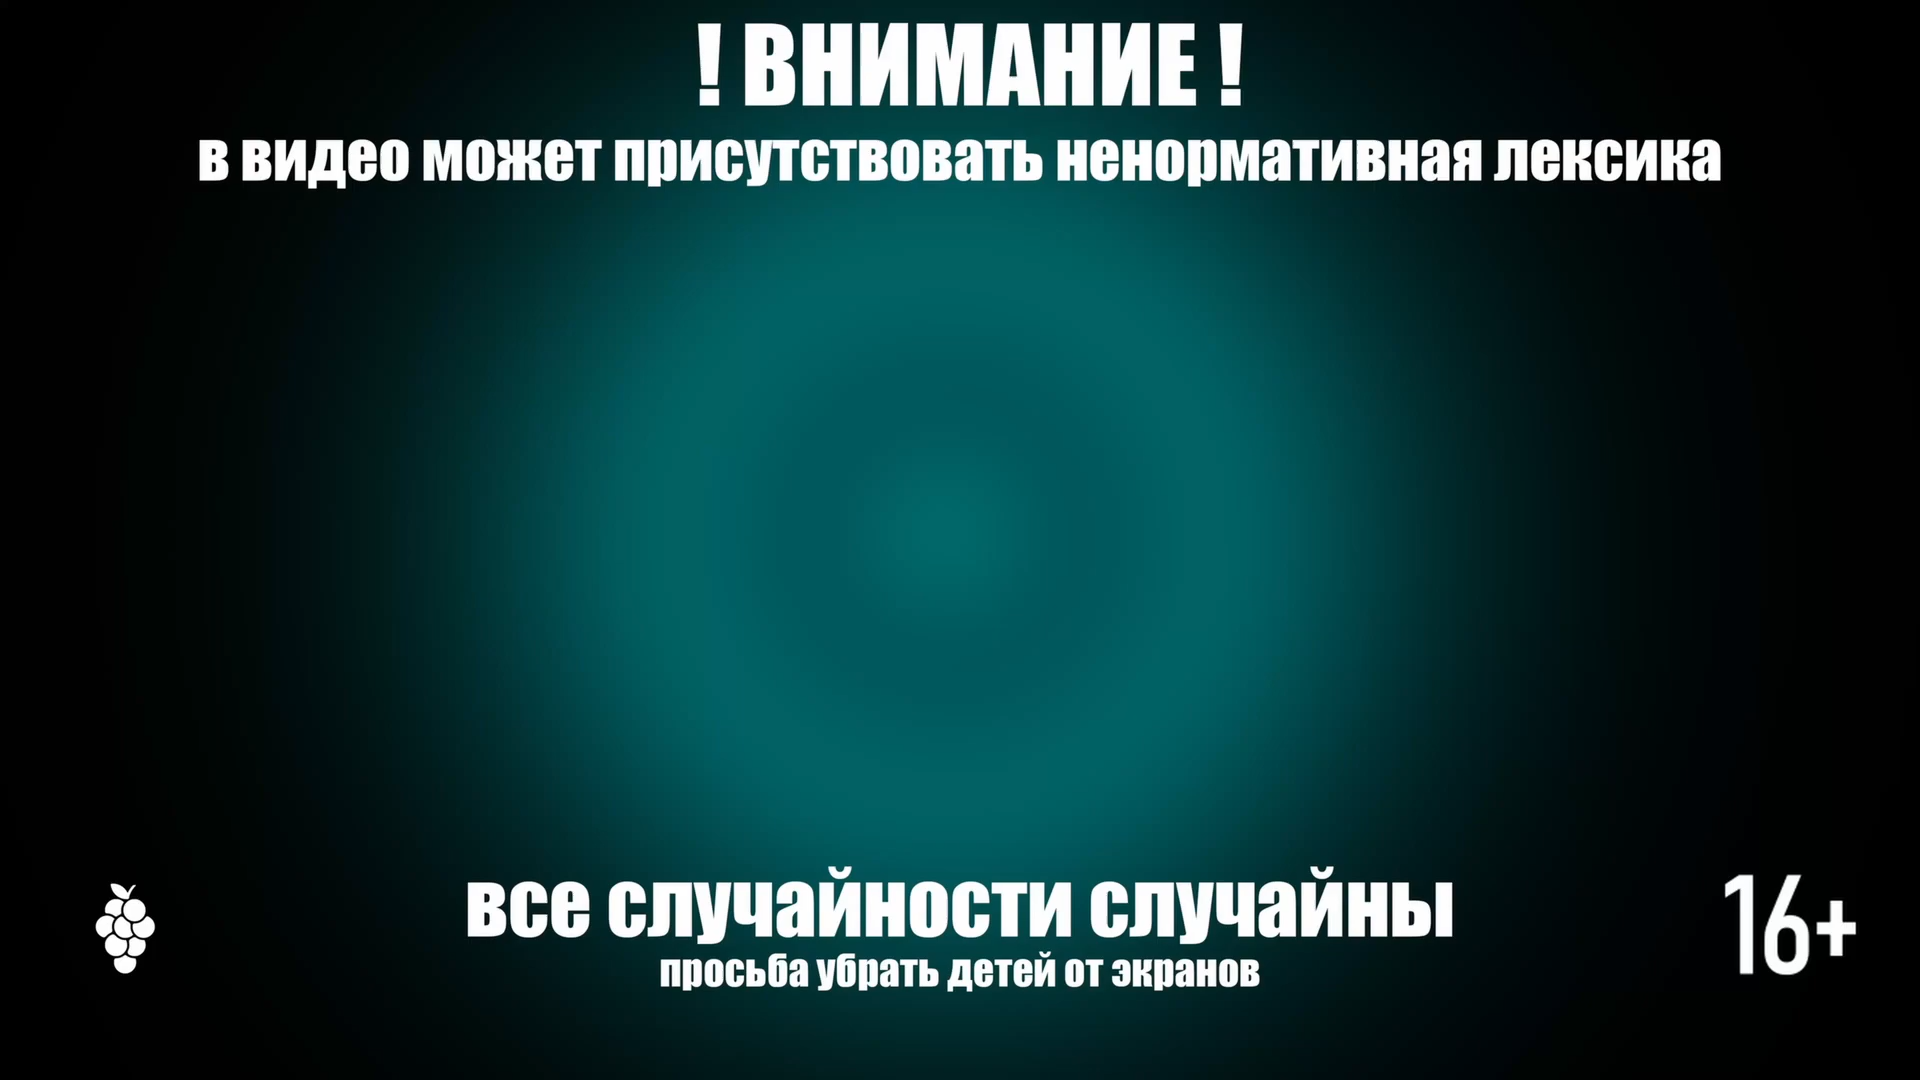 ! ВНИМАНИЕ !
в видео может присутствовать ненормативная лексика
все случайности случайны
просьба убрать детей от экранов
16+